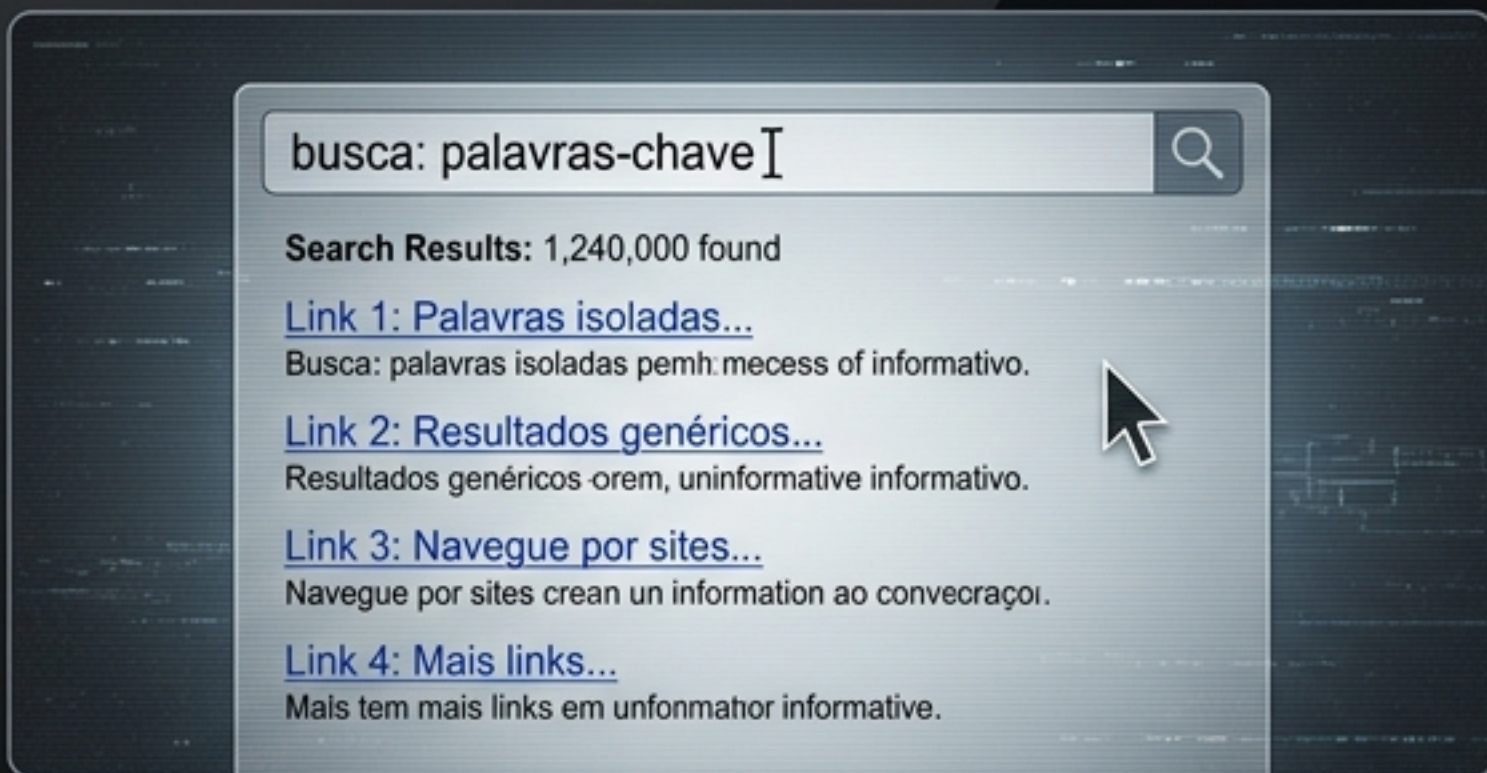 busca: palavras-chave
Search Results: 1,240,000 found
Link 1: Palavras isoladas...
Busca: palavras isoladas pemh mecess of informativo.
Link 2: Resultados genéricos...
Resultados genéricos orem, uninformative informativo.
Link 3: Navegue por sites...
Navegue por sites crean un information ao
Link 4: Mais links...
Mais tem mais links em informative.